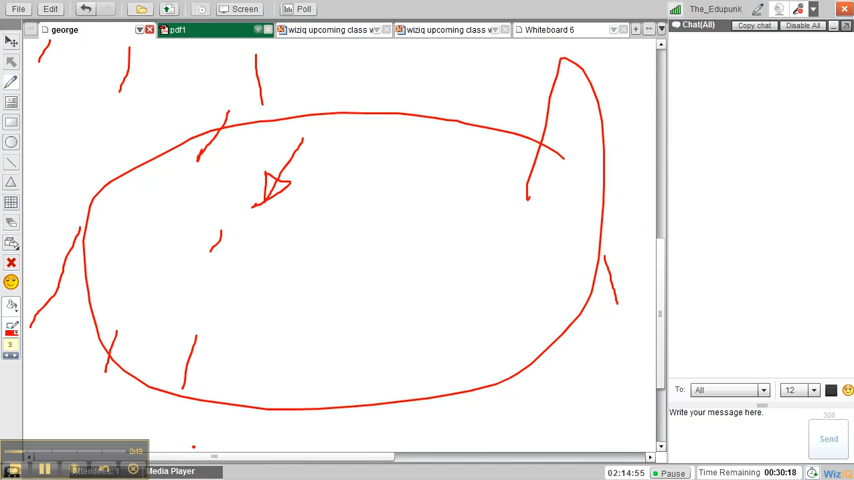 File
Edit
Screen
Poll
The_Edupunk
george
pdf1
wiziq upcoming class v
wiziq upcoming class v
Whiteboard 6
Chat(All)
Copy chat
Disable All
To:
All
12
Write your message here.
300
Send
3
0:49
Attendees: 1
Media Player
02:14:55
Pause
Time Remaining
00:30:18
WizIQ